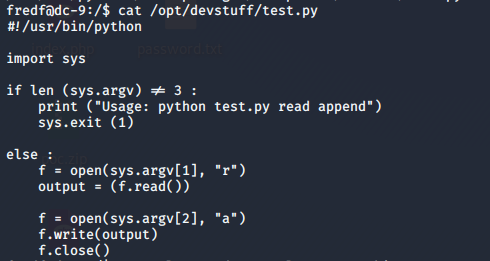 fredf@dc-9:/$ cat /opt/devstuff/test.py
#!/usr/bin/python
import sys
if len (sys.argv) ≠ 3 :
    print ("Usage: python test.py read append")
    sys.exit (1)
else :
    f = open(sys.argv[1], "r")
    output = (f.read())
    f = open(sys.argv[2], "a")
    f.write(output)
    f.close()